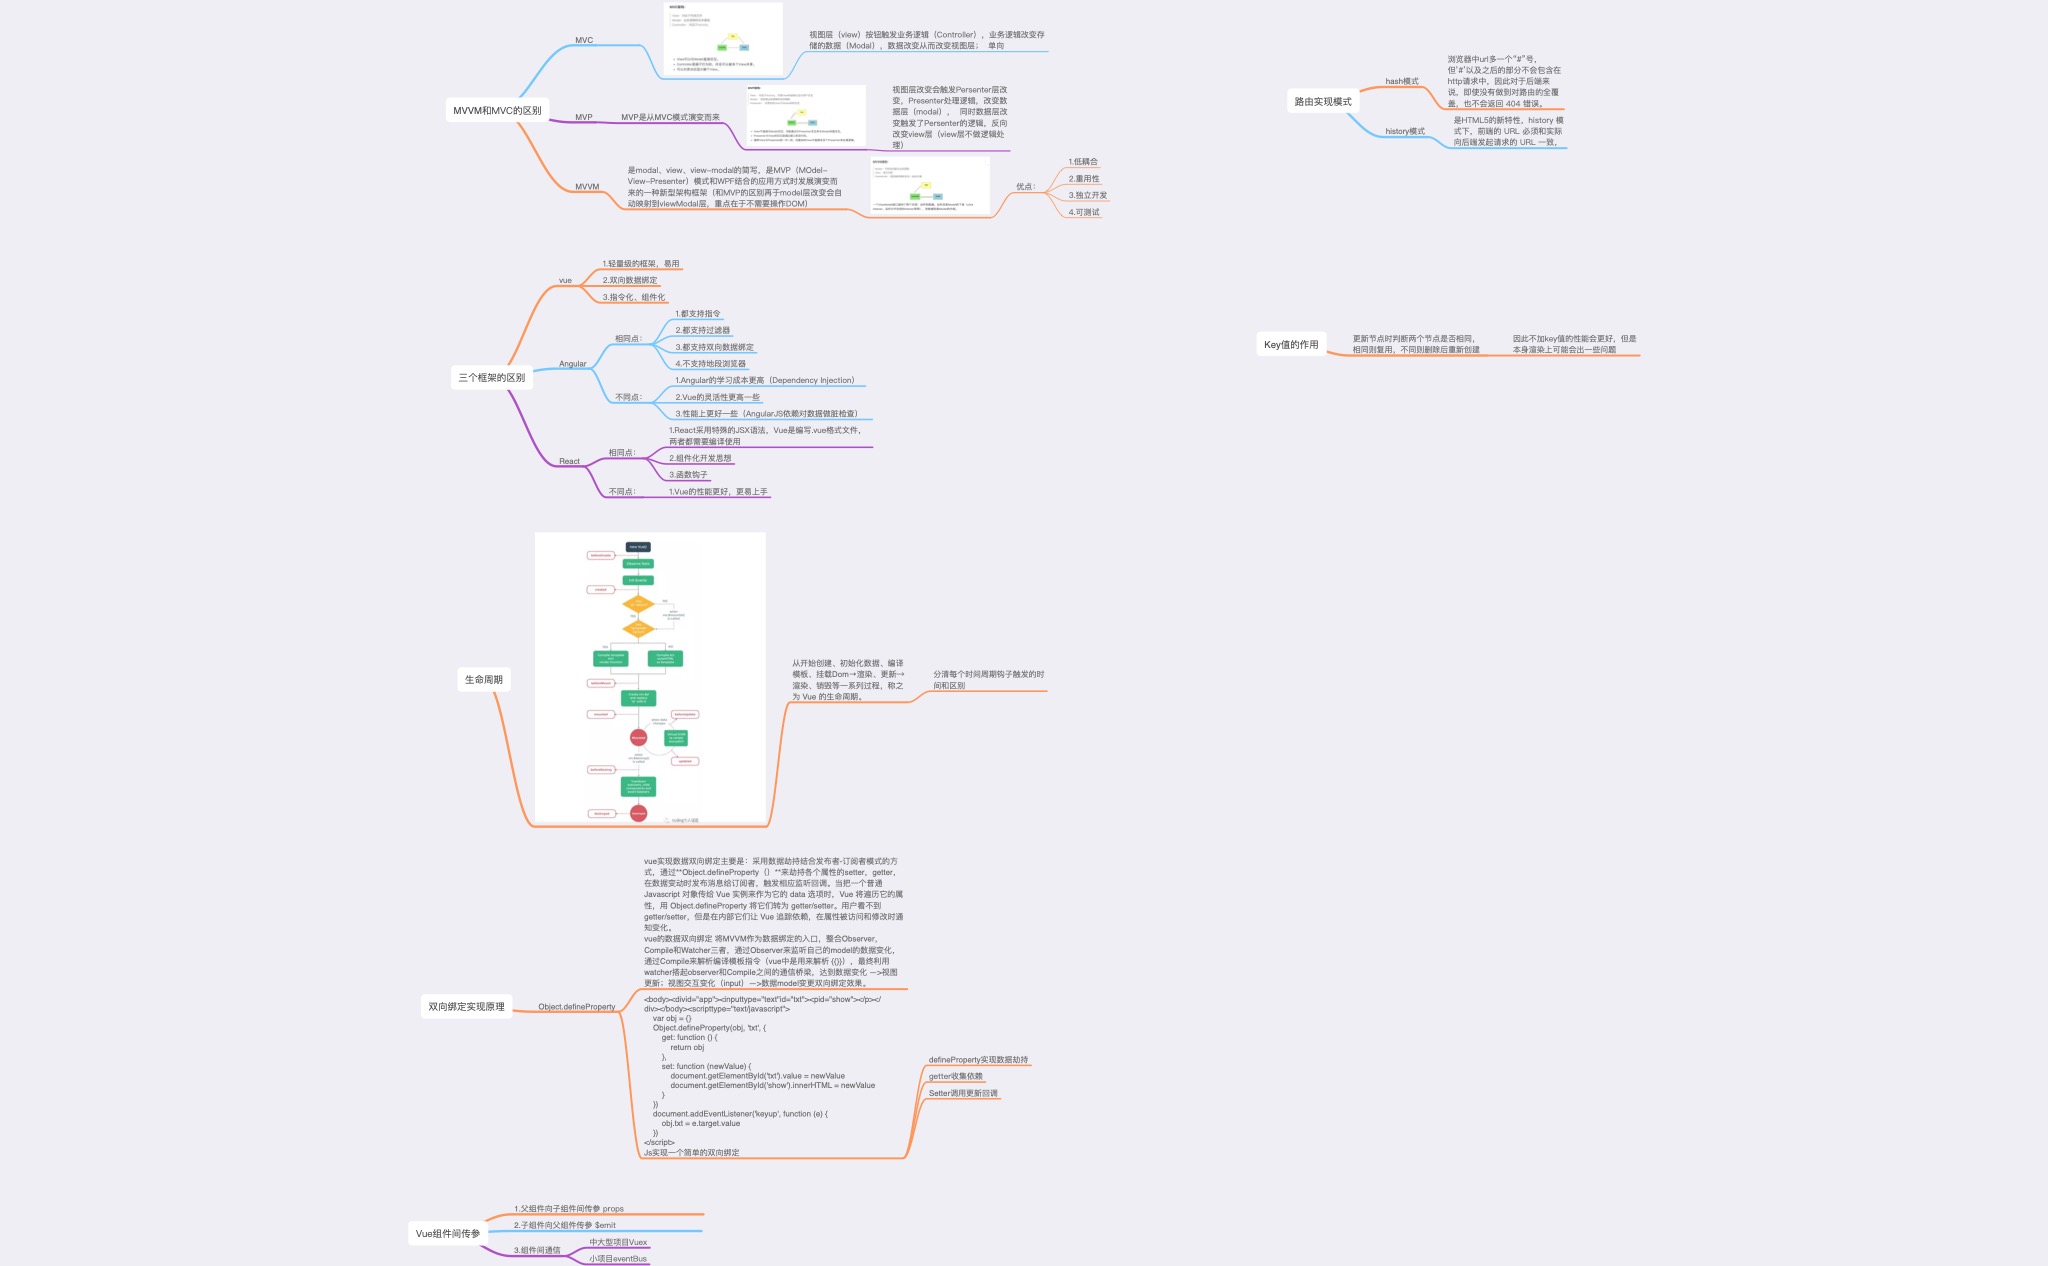 MVVM和MVC的区别
MVC
视图层（view）按钮触发业务逻辑（Controller），业务逻辑改变存
储的数据（Modal），数据改变从而改变视图层； 单向
MVP
MVP是从MVC模式演变而来
视图层改变会触发Persenter层改
变，Presenter处理逻辑，改变数
据层（modal）， 同时数据层改
变触发了Persenter的逻辑，反向
改变view层（view层不做逻辑处
理）
MVVM
是modal、view、view-modal的简写，是MVP（MOdel-
View-Presenter）模式和WPF结合的应用方式时发展演变而
来的一种新型架构框架（和MVP的区别再于model层改变会自
动映射到viewModal层，重点在于不需要操作DOM）
优点：
1.低耦合
2.重用性
3.独立开发
4.可测试
三个框架的区别
vue
1.轻量级的框架，易用
2.双向数据绑定
3.指令化、组件化
Angular
相同点：
1.都支持指令
2.都支持过滤器
3.都支持双向数据绑定
4.不支持地段浏览器
不同点：
1.Angular的学习成本更高（Dependency Injection）
2.Vue的灵活性更高一些
3.性能上更好一些（AngularJS依赖对数据做脏检查）
React
相同点：
1.React采用特殊的JSX语法，Vue是编写.vue格式文件，
两者都需要编译使用
2.组件化开发思想
3.函数钩子
不同点：
1.Vue的性能更好，更易上手
生命周期
从开始创建、初始化数据、编译
模板、挂载Dom→渲染、更新→
渲染、销毁等一系列过程，称之
为 Vue 的生命周期。
分清每个时间周期钩子触发的时
间和区别
双向绑定实现原理
Object.defineProperty
vue实现数据双向绑定主要是：采用数据劫持结合发布者-订阅者模式的方
式，通过**Object.defineProperty（）**来劫持各个属性的setter，getter，
在数据变动时发布消息给订阅者，触发相应监听回调。当把一个普通
Javascript 对象传给 Vue 实例来作为它的 data 选项时，Vue 将遍历它的属
性，用 Object.defineProperty 将它们转为 getter/setter。用户看不到
getter/setter，但是在内部它们让 Vue 追踪依赖，在属性被访问和修改时通
知变化。
vue的数据双向绑定 将MVVM作为数据绑定的入口，整合Observer，
Compile和Watcher三者，通过Observer来监听自己的model的数据变化，
通过Compile来解析编译模板指令（vue中是用来解析 {{}}），最终利用
watcher搭起observer和Compile之间的通信桥梁，达到数据变化 —>视图
更新；视图交互变化（input）—>数据model变更双向绑定效果。
<body><divid="app"><inputtype="text"id="txt"><pid="show"></p></
div></body><scripttype="text/javascript">
var obj = {}
Object.defineProperty(obj, 'txt', {
get: function () {
return obj
},
set: function (newValue) {
document.getElementById('txt').value = newValue
document.getElementById('show').innerHTML = newValue
}
})
document.addEventListener('keyup', function (e) {
obj.txt = e.target.value
})
</script>
Js实现一个简单的双向绑定
defineProperty实现数据劫持
getter收集依赖
Setter调用更新回调
Vue组件间传参
1.父组件向子组件间传参 props
2.子组件向父组件传参 $emit
3.组件间通信
中大型项目Vuex
小项目eventBus
路由实现模式
hash模式
浏览器中url多一个“#”号，
但'#'以及之后的部分不会包含在
http请求中，因此对于后端来
说，即使没有做到对路由的全覆
盖，也不会返回 404 错误。
history模式
是HTML5的新特性，history 模
式下，前端的 URL 必须和实际
向后端发起请求的 URL 一致，
Key值的作用
更新节点时判断两个节点是否相同，
相同则复用，不同则删除后重新创建
因此不加key值的性能会更好，但是
本身渲染上可能会出一些问题